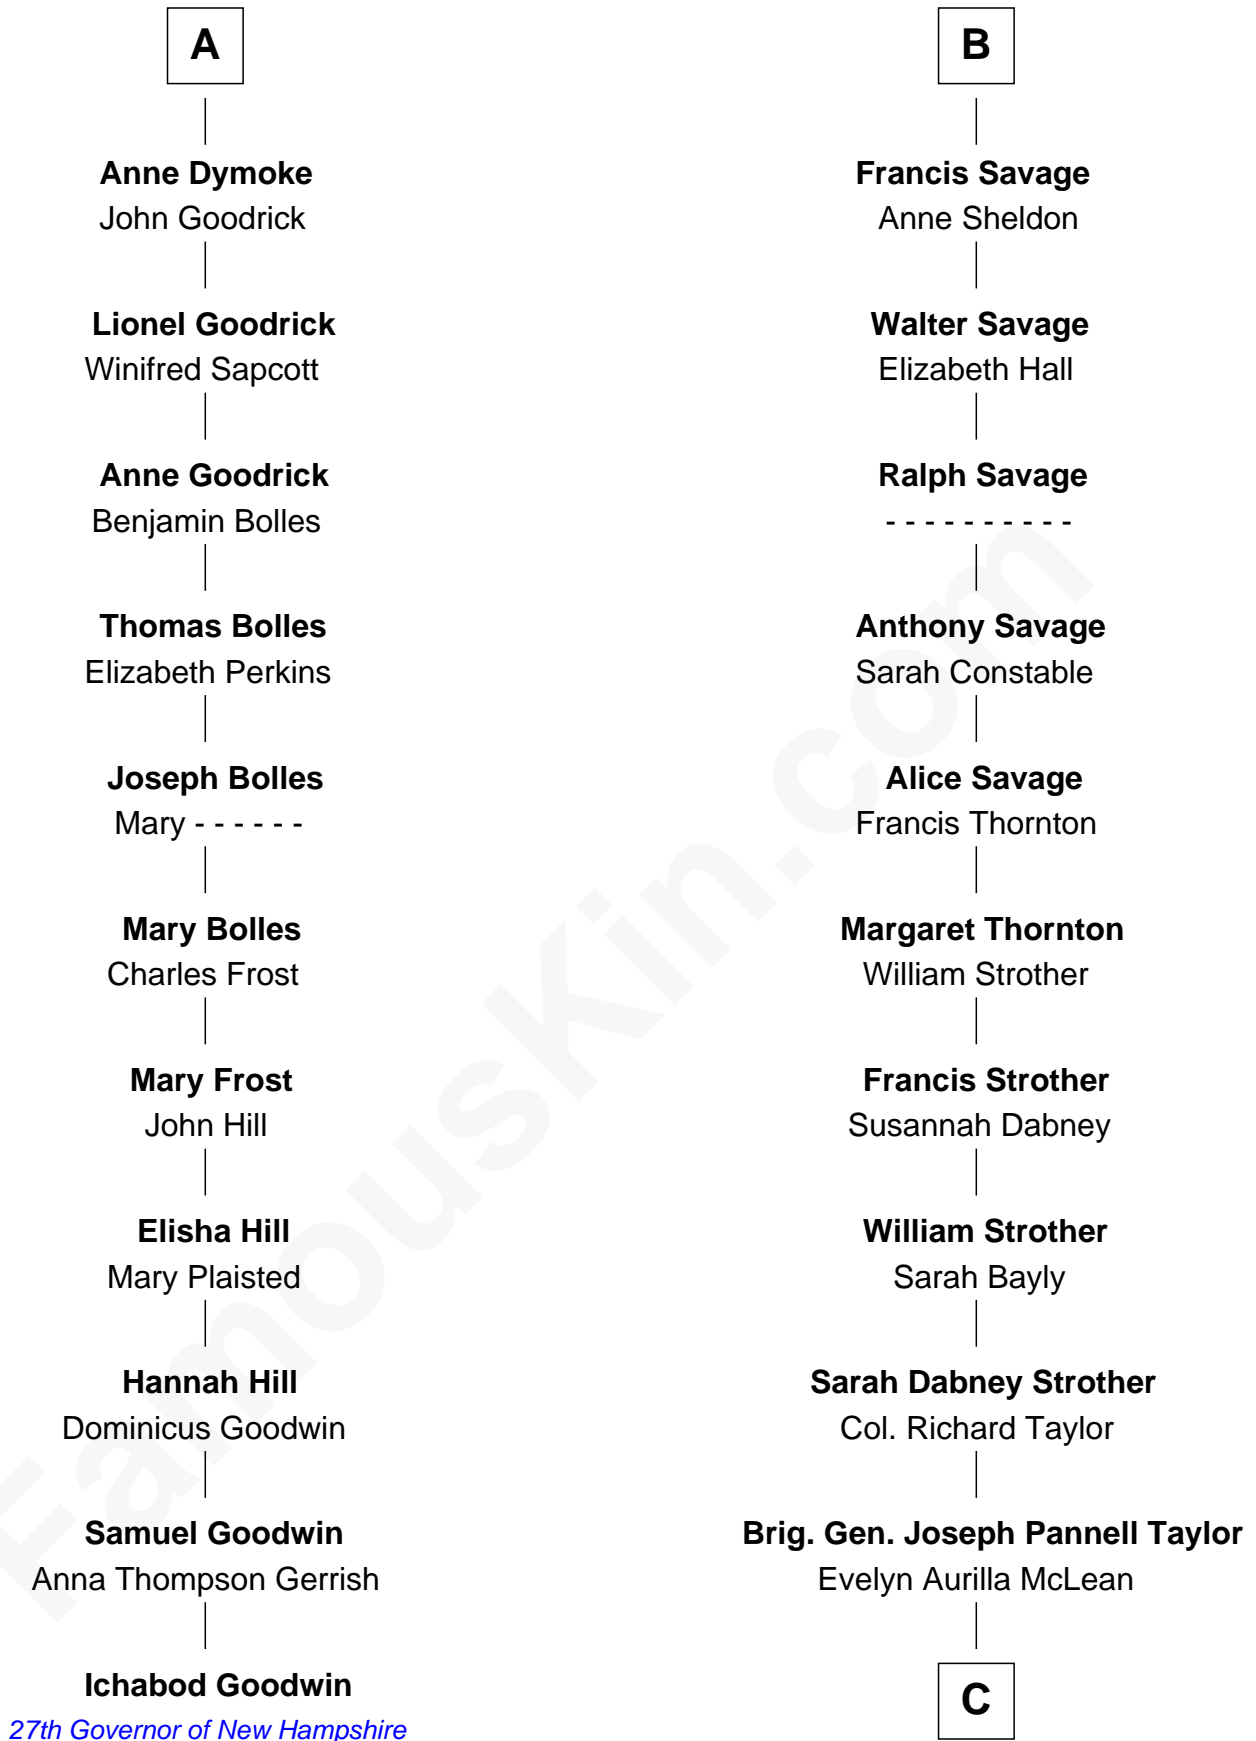 A
Anne Dymoke
John Goodrick
Lionel Goodrick
Winifred Sapcott
Anne Goodrick
Benjamin Bolles
Thomas Bolles
Elizabeth Perkins
Joseph Bolles
Mary - - - - - -
Mary Bolles
Charles Frost
Mary Frost
John Hill
Elisha Hill
Mary Plaisted
Hannah Hill
Dominicus Goodwin
Samuel Goodwin
Anna Thompson Gerrish
Ichabod Goodwin
27th Governor of New Hampshire
B
Francis Savage
Anne Sheldon
Walter Savage
Elizabeth Hall
Ralph Savage
- - - - - - - - - -
Anthony Savage
Sarah Constable
Alice Savage
Francis Thornton
Margaret Thornton
William Strother
Francis Strother
Susannah Dabney
William Strother
Sarah Bayly
Sarah Dabney Strother
Col. Richard Taylor
Brig. Gen. Joseph Pannell Taylor
Evelyn Aurilla McLean
C
FamousKin.com